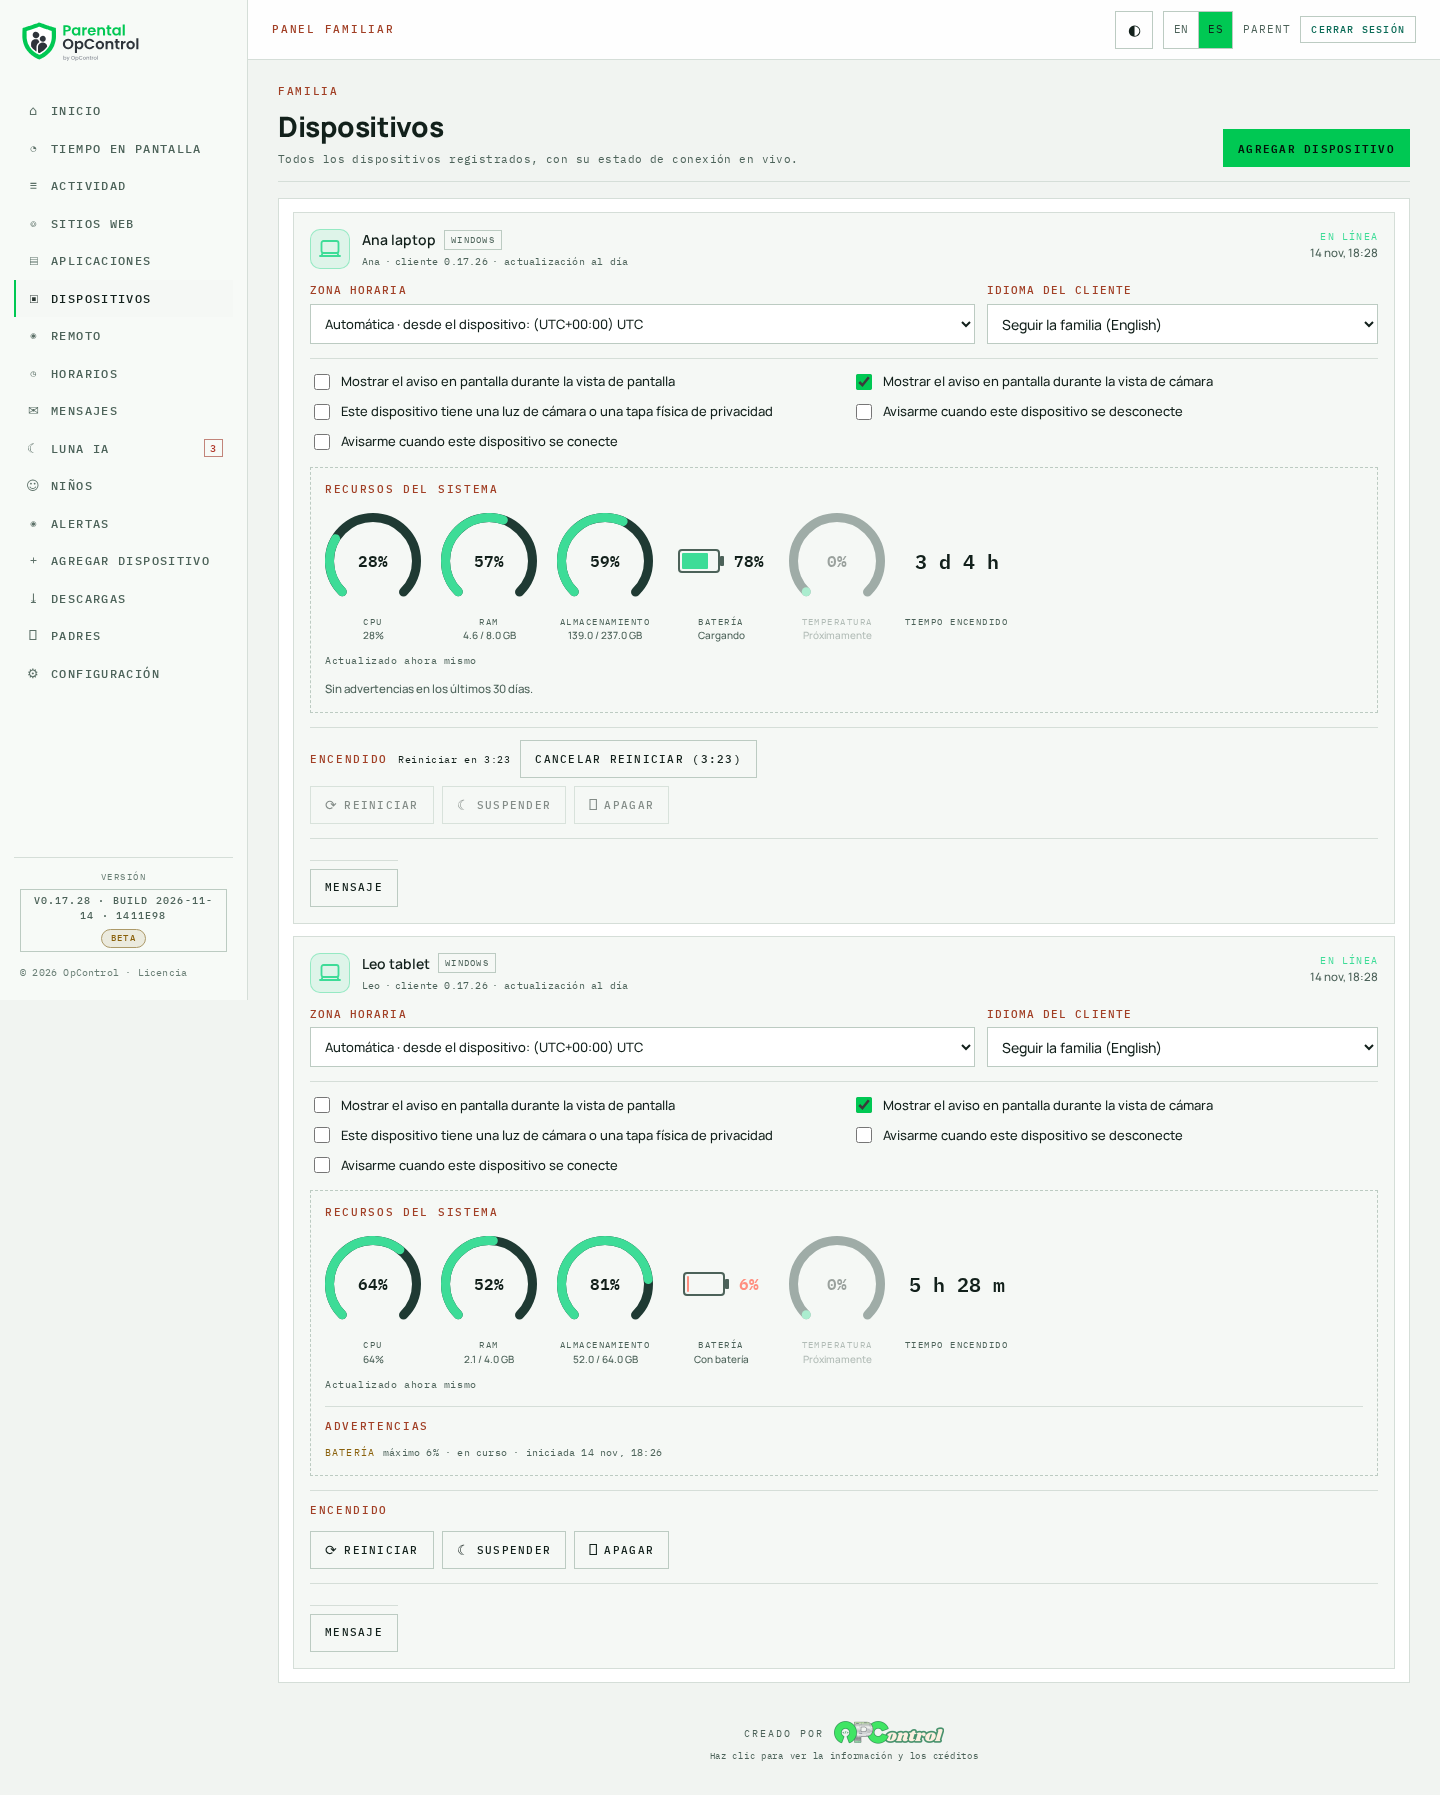 Parental
OpControl
by OpControl
INICIO
TIEMPO EN PANTALLA
ACTIVIDAD
SITIOS WEB
APLICACIONES
DISPOSITIVOS
REMOTO
HORARIOS
MENSAJES
LUNA IA 3
NIÑOS
ALERTAS
AGREGAR DISPOSITIVO
DESCARGAS
PADRES
CONFIGURACIÓN
VERSIÓN
V0.17.28 · BUILD 2026-11-
14 · 1411E98
BETA
© 2026 OpControl · Licencia
PANEL FAMILIAR
EN ES PARENT CERRAR SESIÓN
FAMILIA
Dispositivos
Todos los dispositivos registrados, con su estado de conexión en vivo.
AGREGAR DISPOSITIVO
Ana laptop WINDOWS
Ana · cliente 0.17.26 · actualización al día
EN LÍNEA
14 nov, 18:28
ZONA HORARIA IDIOMA DEL CLIENTE
Automática · desde el dispositivo: (UTC+00:00) UTC Seguir la familia (English)
Mostrar el aviso en pantalla durante la vista de pantalla Mostrar el aviso en pantalla durante la vista de cámara
Este dispositivo tiene una luz de cámara o una tapa física de privacidad Avisarme cuando este dispositivo se desconecte
Avisarme cuando este dispositivo se conecte
RECURSOS DEL SISTEMA
28% 57% 59% 78% 0% 3 d 4 h
CPU RAM ALMACENAMIENTO BATERÍA TEMPERATURA TIEMPO ENCENDIDO
28% 4.6 / 8.0 GB 139.0 / 237.0 GB Cargando Próximamente
Actualizado ahora mismo
Sin advertencias en los últimos 30 días.
ENCENDIDO Reiniciar en 3:23 CANCELAR REINICIAR (3:23)
REINICIAR SUSPENDER APAGAR
MENSAJE
Leo tablet WINDOWS
Leo · cliente 0.17.26 · actualización al día
EN LÍNEA
14 nov, 18:28
ZONA HORARIA IDIOMA DEL CLIENTE
Automática · desde el dispositivo: (UTC+00:00) UTC Seguir la familia (English)
Mostrar el aviso en pantalla durante la vista de pantalla Mostrar el aviso en pantalla durante la vista de cámara
Este dispositivo tiene una luz de cámara o una tapa física de privacidad Avisarme cuando este dispositivo se desconecte
Avisarme cuando este dispositivo se conecte
RECURSOS DEL SISTEMA
64% 52% 81% 6% 0% 5 h 28 m
CPU RAM ALMACENAMIENTO BATERÍA TEMPERATURA TIEMPO ENCENDIDO
64% 2.1 / 4.0 GB 52.0 / 64.0 GB Con batería Próximamente
Actualizado ahora mismo
ADVERTENCIAS
BATERÍA máximo 6% · en curso · iniciada 14 nov, 18:26
ENCENDIDO
REINICIAR SUSPENDER APAGAR
MENSAJE
CREADO POR OPControl
Haz clic para ver la información y los créditos